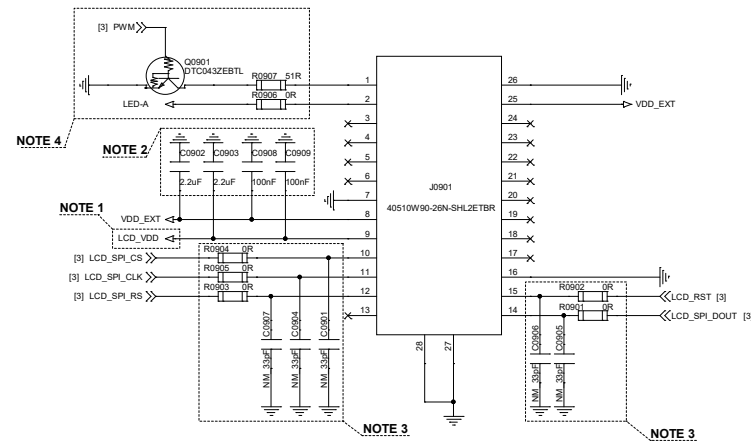 [3] PWM
Q0901
DTC043ZEBTL
R0907 51R
R0906 0R
LED-A
NOTE 4
NOTE 2
C0902 C0903 C0908 C0909
2.2uF 2.2uF 100nF 100nF
NOTE 1
VDD_EXT
LCD_VDD
R0904 0R
[3] LCD_SPI_CS
R0905 0R
[3] LCD_SPI_CLK
R0903 0R
[3] LCD_SPI_RS
C0907
C0904
C0901
NM_33pF
NM_33pF
NM_33pF
NOTE 3
1
2
3
4
5
6
7
8
9
10
11
12
13
J0901
40510W90-26N-SHL2ETBR
28
27
26
25
24
23
22
21
20
19
18
17
16
15
14
VDD_EXT
R0902 0R
LCD_RST [3]
R0901 0R
LCD_SPI_DOUT [3
C0906
C0905
NM_33pF
NM_33pF
NOTE 3